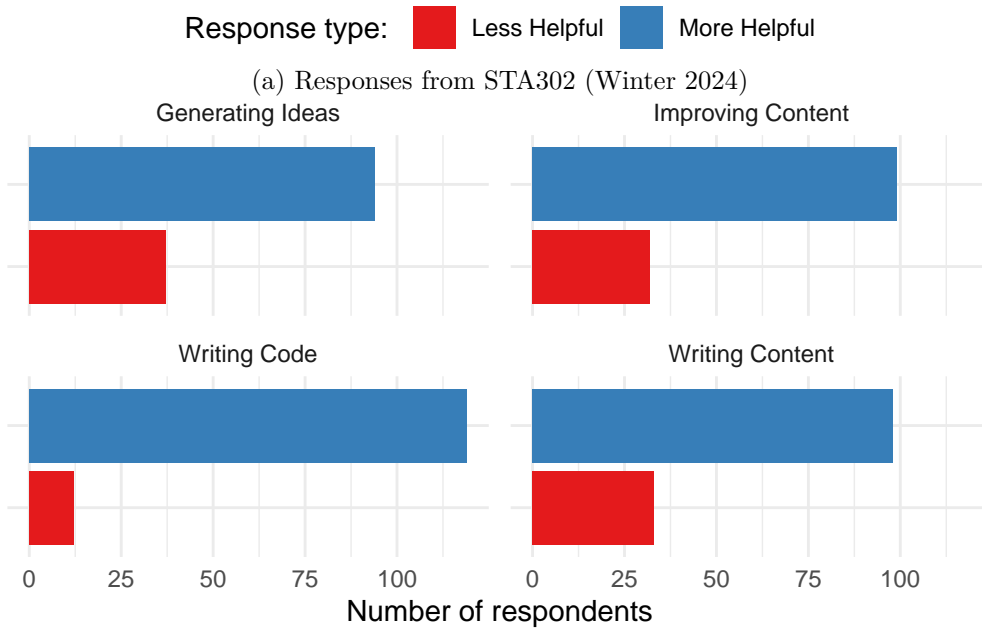 Response type: Less Helpful More Helpful
(a) Responses from STA302 (Winter 2024)
Generating Ideas Improving Content
Writing Code Writing Content
0 25 50 75 100 0 25 50 75 100
Number of respondents